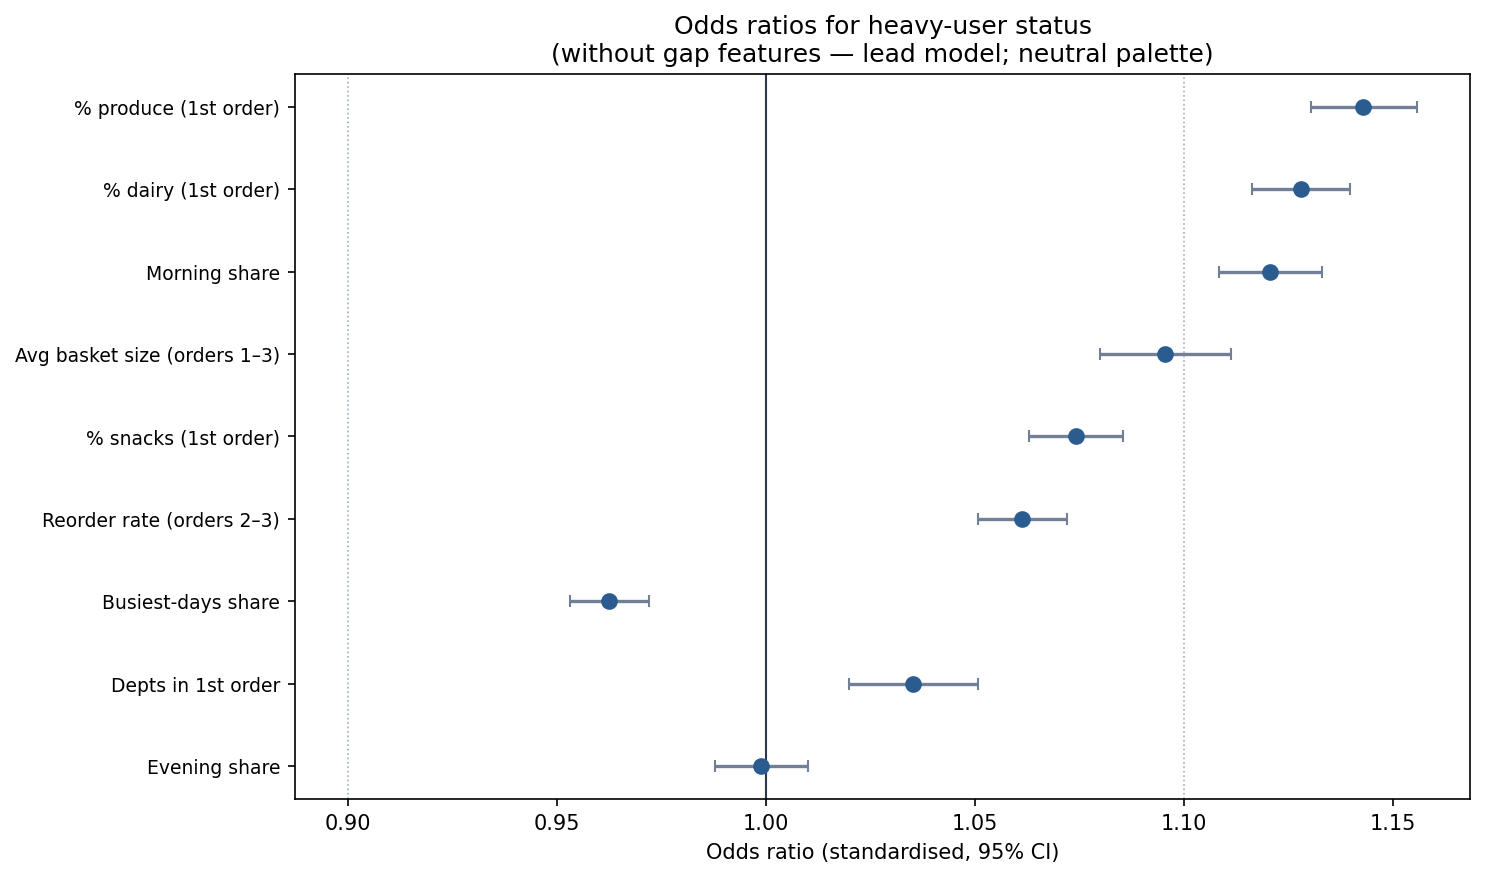 Odds ratios for heavy-user status
(without gap features — lead model; neutral palette)
% produce (1st order)
% dairy (1st order)
Morning share
Avg basket size (orders 1–3)
% snacks (1st order)
Reorder rate (orders 2–3)
Busiest-days share
Depts in 1st order
Evening share
0.90 0.95 1.00 1.05 1.10 1.15
Odds ratio (standardised, 95% CI)